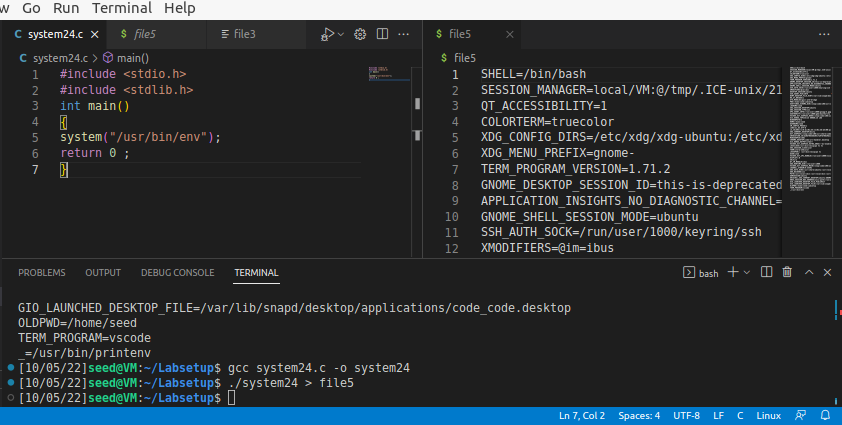 w Go Run Terminal Help
C system24.c
$ file5
file3
$ file5
C system24.c > main()
$ file5
1 #include <stdio.h>
2 #include <stdlib.h>
3 int main()
4 {
5 system("/usr/bin/env");
6 return 0 ;
7 }
1 SHELL=/bin/bash
2 SESSION_MANAGER=local/VM:@/tmp/.ICE-unix/21
3 QT_ACCESSIBILITY=1
4 COLORTERM=truecolor
5 XDG_CONFIG_DIRS=/etc/xdg/xdg-ubuntu:/etc/xd
6 XDG_MENU_PREFIX=gnome-
7 TERM_PROGRAM_VERSION=1.71.2
8 GNOME_DESKTOP_SESSION_ID=this-is-deprecated
9 APPLICATION_INSIGHTS_NO_DIAGNOSTIC_CHANNEL=
10 GNOME_SHELL_SESSION_MODE=ubuntu
11 SSH_AUTH_SOCK=/run/user/1000/keyring/ssh
12 XMODIFIERS=@im=ibus
PROBLEMS OUTPUT DEBUG CONSOLE TERMINAL
bash
GIO_LAUNCHED_DESKTOP_FILE=/var/lib/snapd/desktop/applications/code_code.desktop
OLDPWD=/home/seed
TERM_PROGRAM=vscode
_=/usr/bin/printenv
[10/05/22]seed@VM:~/Labsetup$ gcc system24.c -o system24
[10/05/22]seed@VM:~/Labsetup$ ./system24 > file5
[10/05/22]seed@VM:~/Labsetup$
Ln 7, Col 2 Spaces: 4 UTF-8 LF C Linux